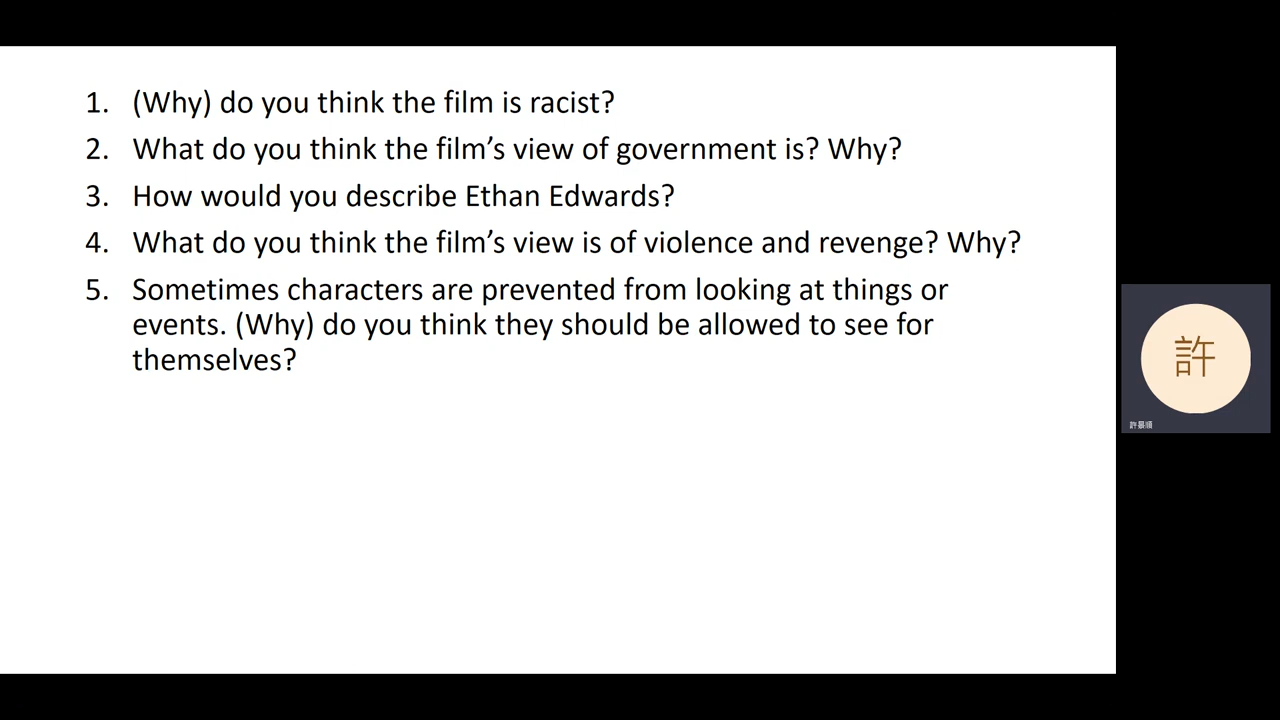 1. (Why) do you think the film is racist?
2. What do you think the film’s view of government is? Why?
3. How would you describe Ethan Edwards?
4. What do you think the film’s view is of violence and revenge? Why?
5. Sometimes characters are prevented from looking at things or
events. (Why) do you think they should be allowed to see for
themselves?
許
許景順